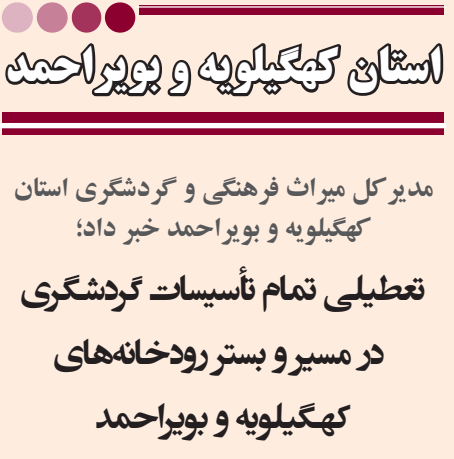 استان کهگیلویه و بویراحمد
مدیرکل میراث فرهنگی و گردشگری استان
کهگیلویه و بویراحمد خبر داد؛
تعطیلی تمام تأسیسات گردشگری
در مسیر و بستر رودخانه‌های
کهگیلویه و بویراحمد